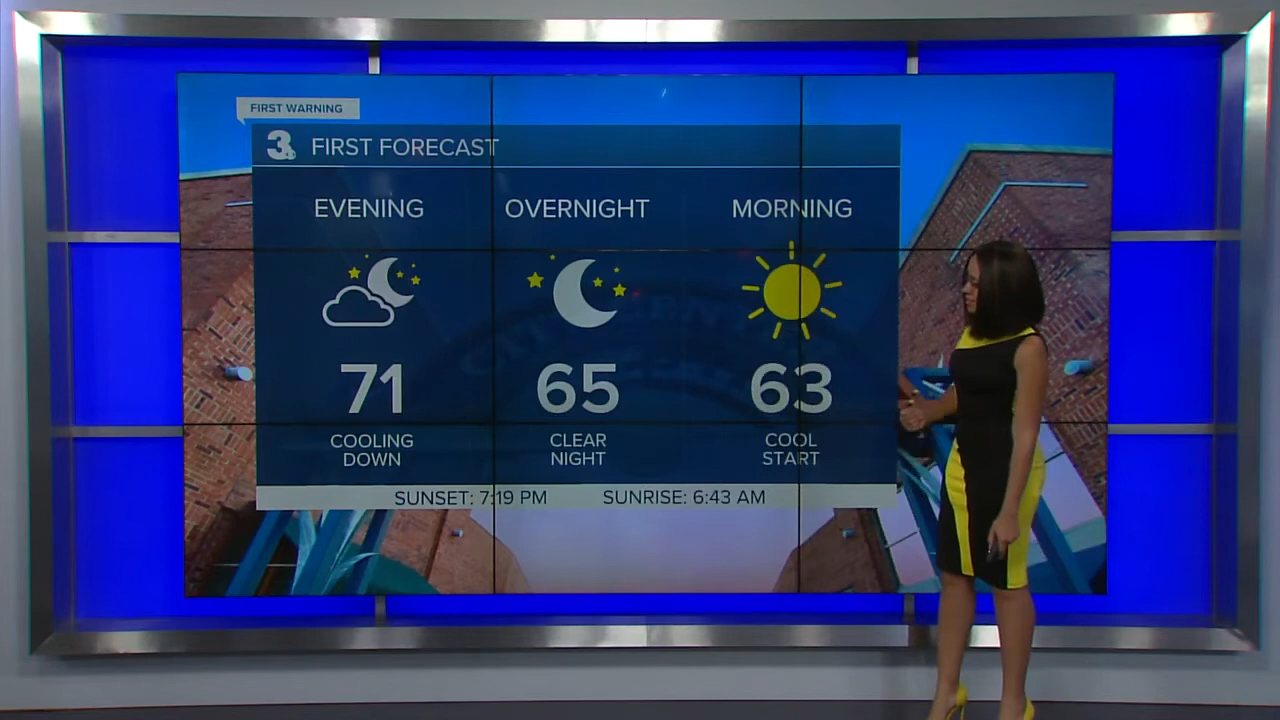 FIRST WARNING
3 FIRST FORECAST
EVENING OVERNIGHT MORNING
71 65 63
COOLING DOWN
CLEAR NIGHT
COOL START
SUNSET: 7:19 PM SUNRISE: 6:43 AM